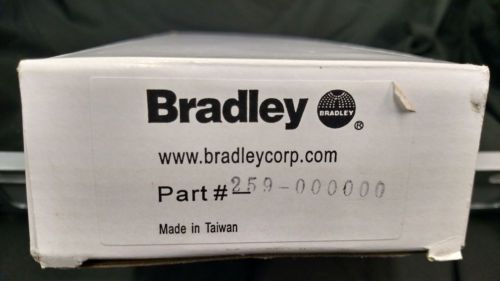 Bradley BRADLEY ®
www.bradleycorp.com
Part # 259-000000
Made in Taiwan